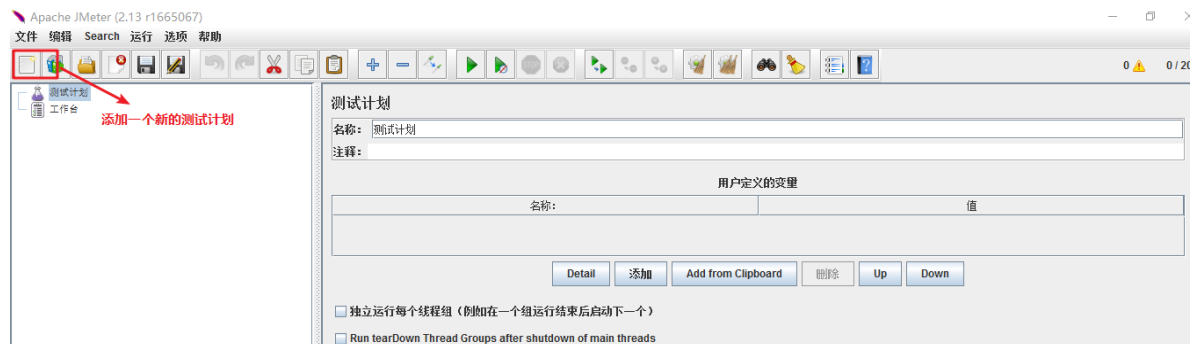 Apache JMeter (2.13 r1665067)
文件 编辑 Search 运行 选项 帮助
0 0 / 20
测试计划
工作台
添加一个新的测试计划
测试计划
名称： 测试计划
注释：
用户定义的变量
名称： 值
Detail 添加 Add from Clipboard 删除 Up Down
独立运行每个线程组（例如在一个组运行结束后启动下一个）
Run tearDown Thread Groups after shutdown of main threads